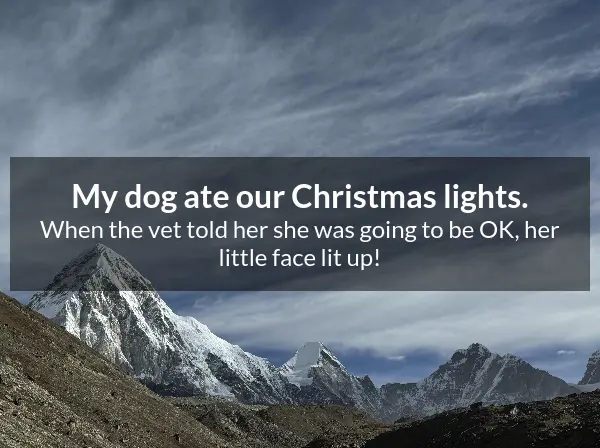 My dog ate our Christmas lights.
When the vet told her she was going to be OK, her
little face lit up!